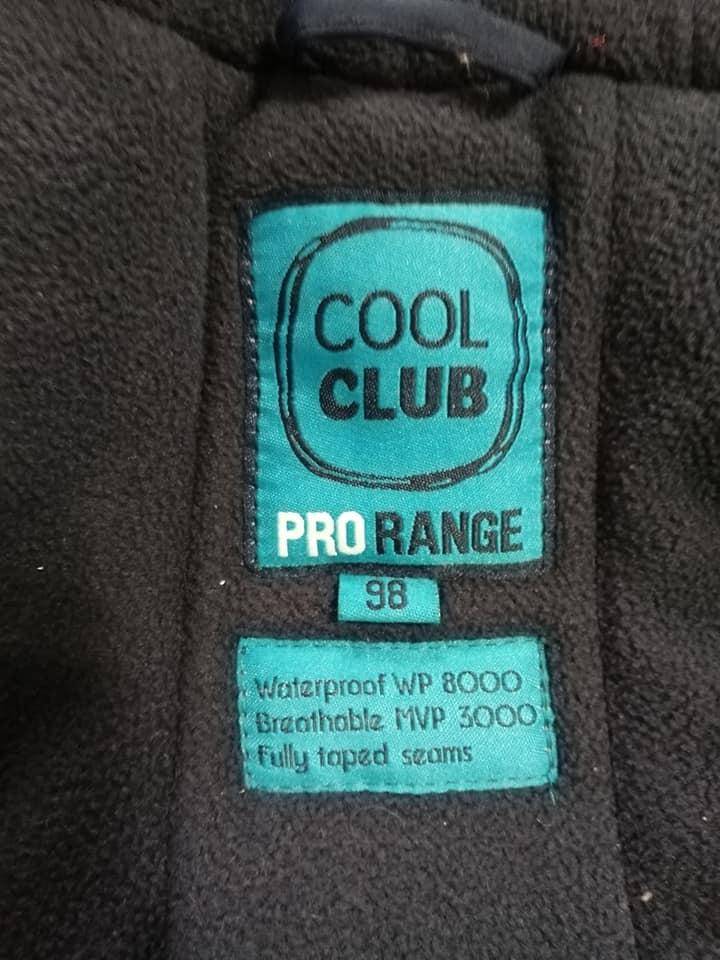 COOL
CLUB
PRO RANGE
98
Waterproof WP 8000
Breathable MVP 3000
Fully taped seams